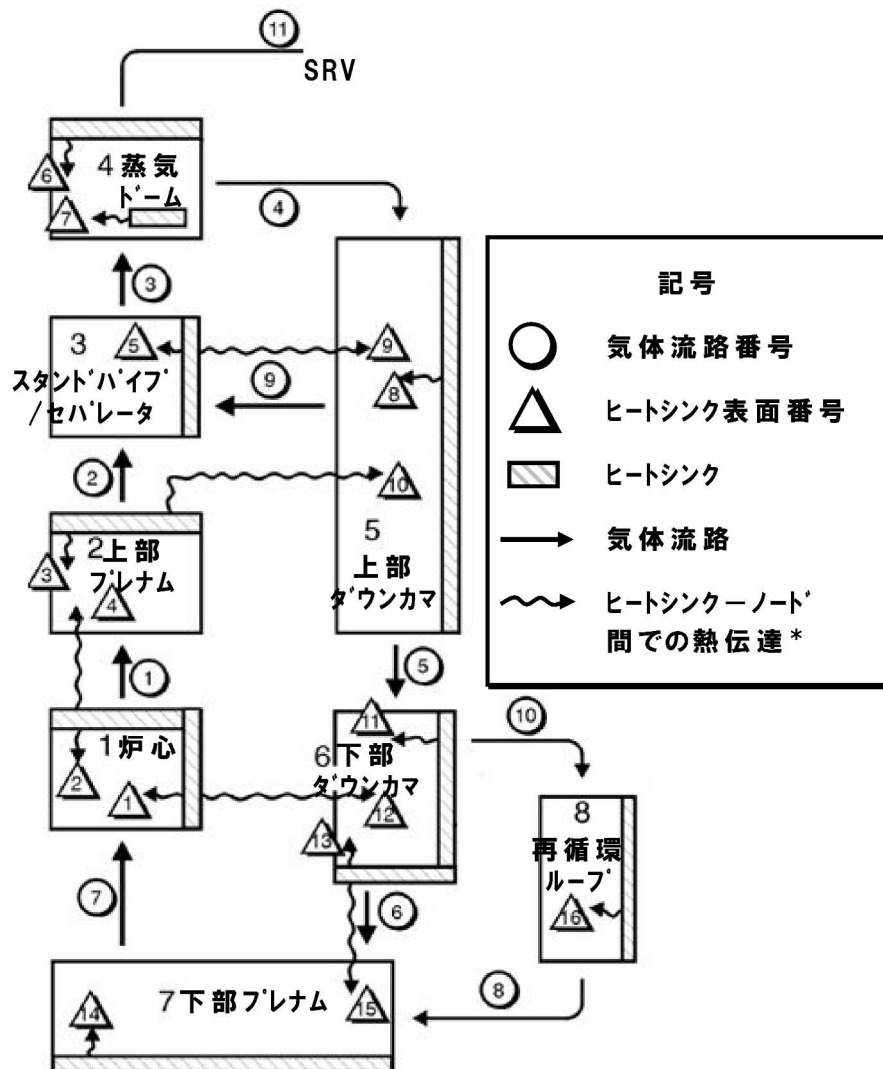 11
SRV
4 蒸気
ドーム
6
7
4
3
3
スタンドパイプ
/セパレータ
5
9
9
8
2
10
2上部
プレナム
3
4
5
上部
ダウンカマ
1
5
1炉心
2
1
11
6下部
ダウンカマ
12
13
10
8
再循環
ループ
16
7
6
7下部プレナム
14
15
8
記号
気体流路番号
ヒートシンク表面番号
ヒートシンク
気体流路
ヒートシンク－ノード
間での熱伝達*